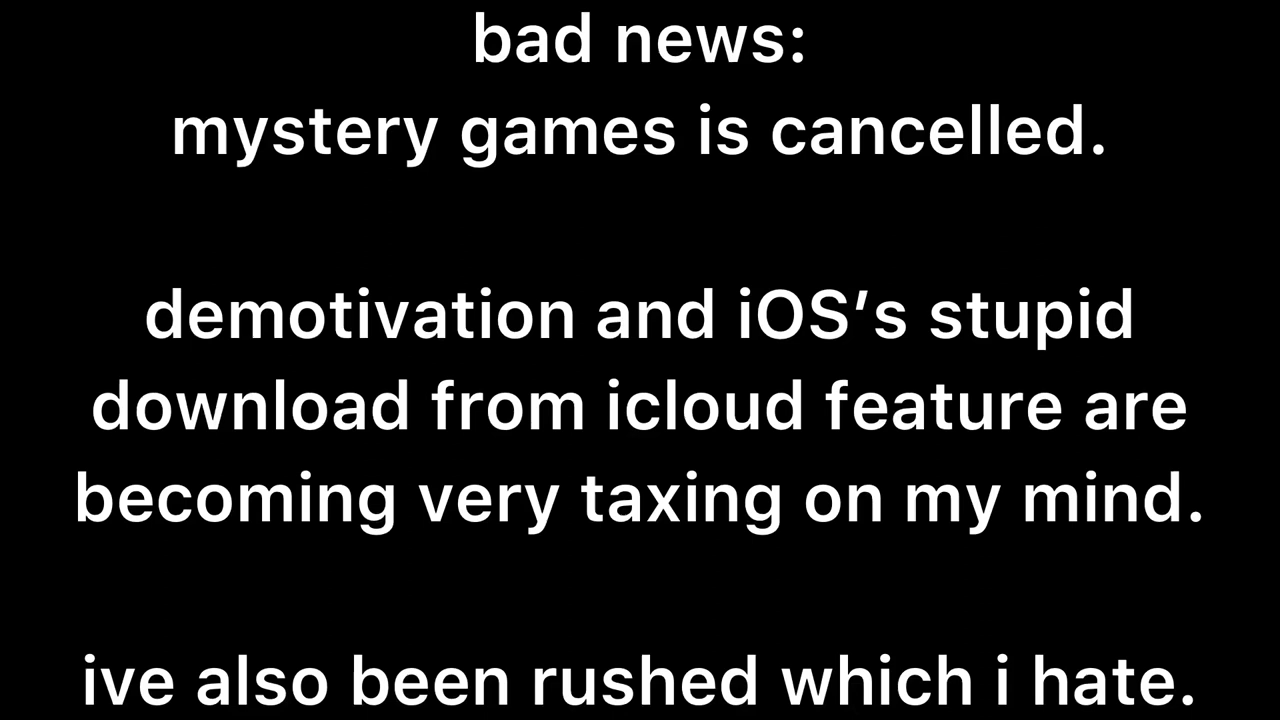 bad news:
mystery games is cancelled.
demotivation and iOS’s stupid
download from icloud feature are
becoming very taxing on my mind.
ive also been rushed which i hate.